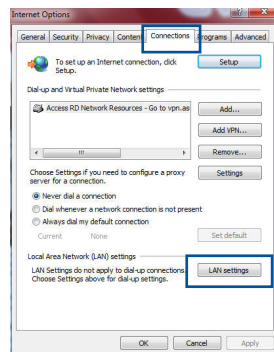 Internet Options
General Security Privacy Content Connections Programs Advanced
To set up an Internet connection, click Setup.
Setup
Dial-up and Virtual Private Network settings
Access RD Network Resources - Go to vpn.as
Add...
Add VPN...
Remove...
Choose Settings if you need to configure a proxy
server for a connection.
Settings
Never dial a connection
Dial whenever a network connection is not present
Always dial my default connection
Current None
Set default
Local Area Network (LAN) settings
LAN Settings do not apply to dial-up connections.
Choose Settings above for dial-up settings.
LAN settings
OK Cancel Apply